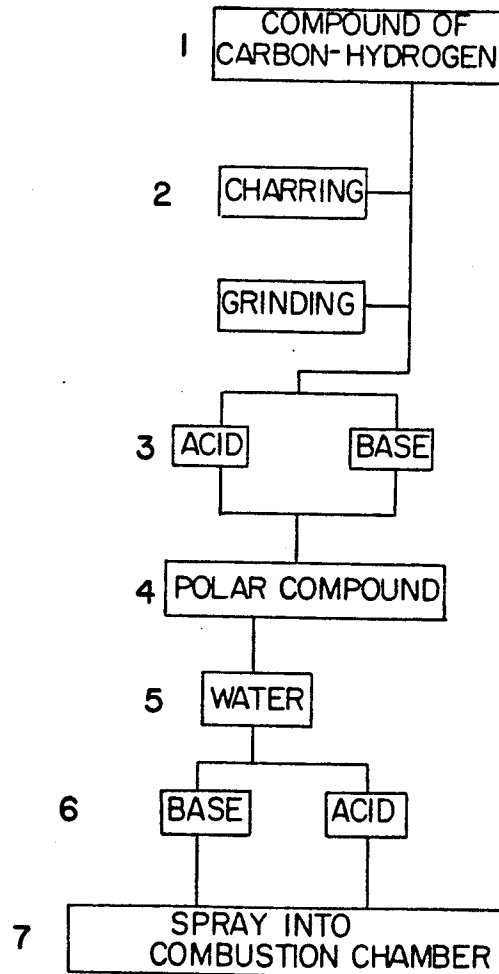 1 COMPOUND OF
CARBON-HYDROGEN
2 CHARRING
GRINDING
3 ACID BASE
4 POLAR COMPOUND
5 WATER
6 BASE ACID
7 SPRAY INTO
COMBUSTION CHAMBER